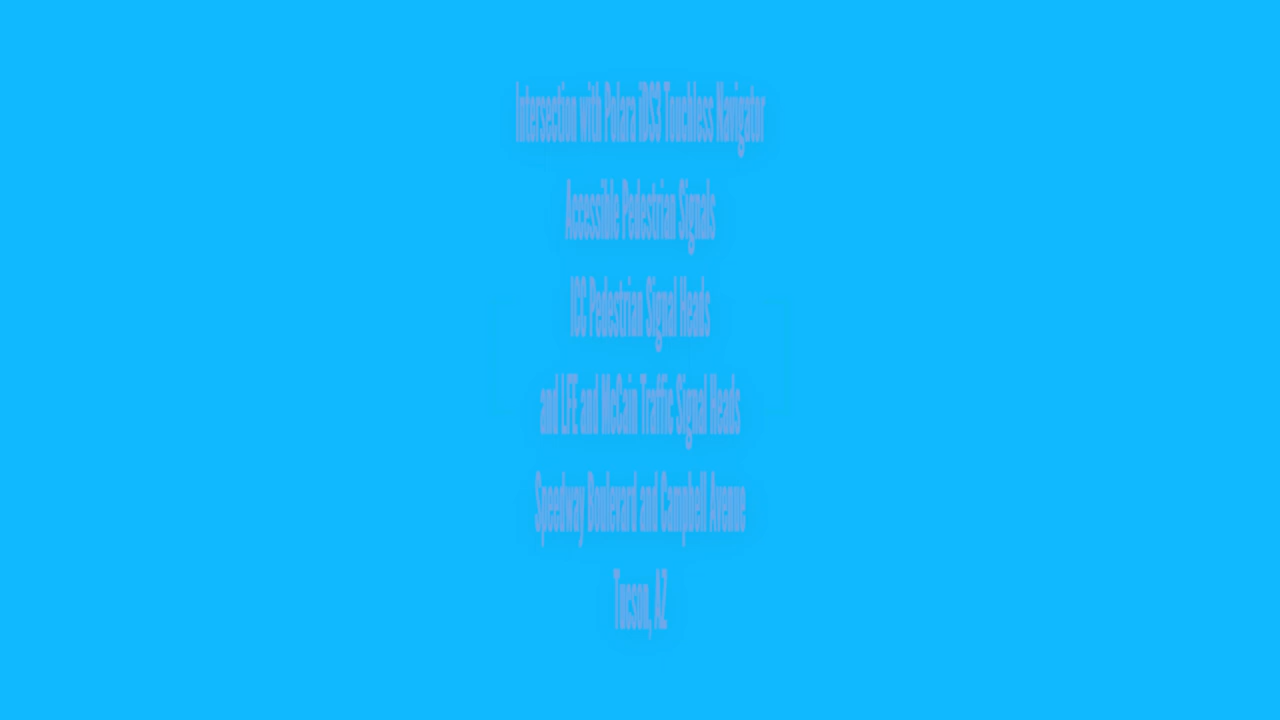 Intersection with Polara iDS3 Touchless Navigator
Accessible Pedestrian Signals
ICC Pedestrian Signal Heads
and LFE and McCain Traffic Signal Heads
Speedway Boulevard and Campbell Avenue
Tucson, AZ